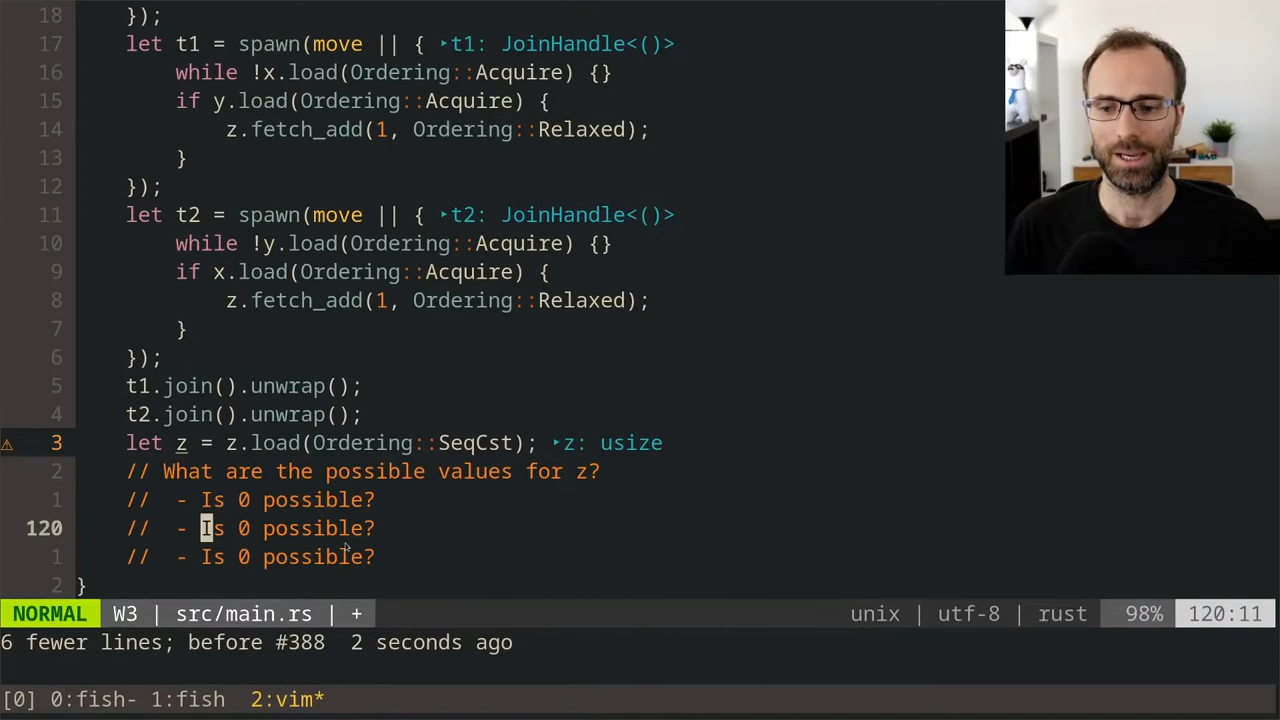 18 });
17 let t1 = spawn(move || { ‣t1: JoinHandle<()>
16 while !x.load(Ordering::Acquire) {}
15 if y.load(Ordering::Acquire) {
14 z.fetch_add(1, Ordering::Relaxed);
13 }
12 });
11 let t2 = spawn(move || { ‣t2: JoinHandle<()>
10 while !y.load(Ordering::Acquire) {}
9 if x.load(Ordering::Acquire) {
8 z.fetch_add(1, Ordering::Relaxed);
7 }
6 });
5 t1.join().unwrap();
4 t2.join().unwrap();
⚠ 3 let z = z.load(Ordering::SeqCst); ‣z: usize
2 // What are the possible values for z?
1 // - Is 0 possible?
120 // - Is 0 possible?
1 // - Is 0 possible?
2 }
NORMAL W3 | src/main.rs | + unix | utf-8 | rust 98% 120:11
6 fewer lines; before #388 2 seconds ago
[0] 0:fish- 1:fish 2:vim*